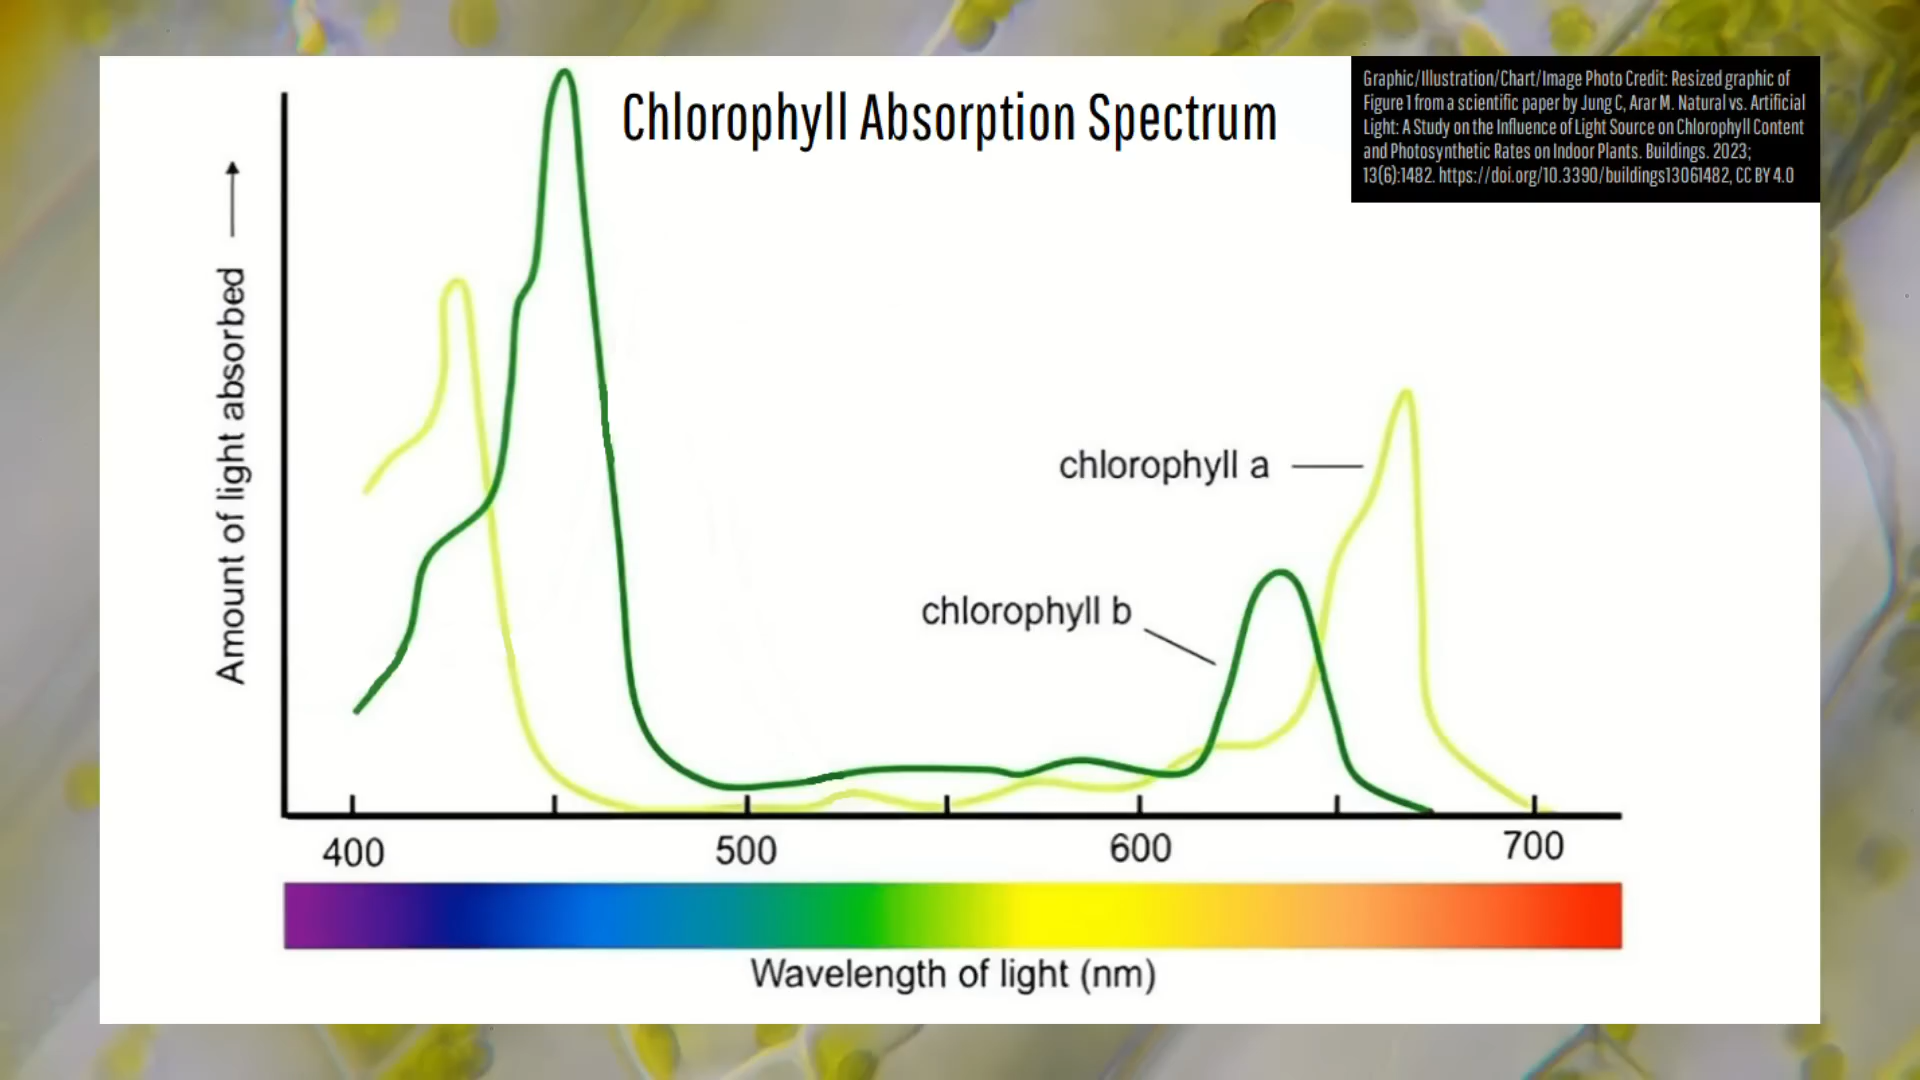 Chlorophyll Absorption Spectrum
Graphic/Illustration/Chart/Image Photo Credit: Resized graphic of
Figure 1 from a scientific paper by Jung C, Arar M. Natural vs. Artificial
Light: A Study on the Influence of Light Source on Chlorophyll Content
and Photosynthetic Rates on Indoor Plants. Buildings. 2023;
13(6):1482. https://doi.org/10.3390/buildings13061482, CC BY 4.0
Amount of light absorbed
chlorophyll a
chlorophyll b
400 500 600 700
Wavelength of light (nm)